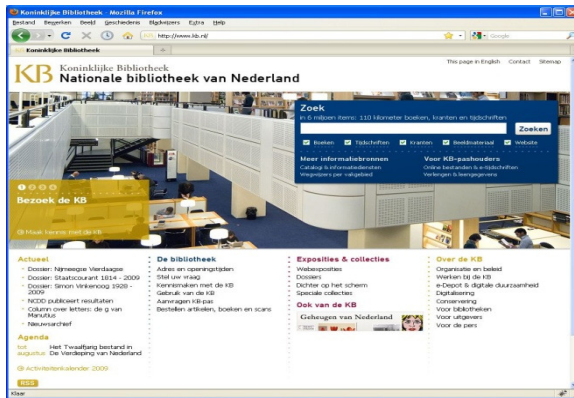 Koninklijke Bibliotheek - Mozilla Firefox
Bestand Bewerken Beeld Geschiedenis Bladwijzers Extra Help
http://www.kb.nl/
Google
Koninklijke Bibliotheek
This page in English Contact Sitemap
KB Koninklijke Bibliotheek
Nationale bibliotheek van Nederland
Zoek
in 6 miljoen items: 110 kilometer boeken, kranten en tijdschriften
Zoeken
Boeken Tijdschriften Kranten Beeldmateriaal Website
Meer informatiebronnen
Catalogi & informatiediensten
Wegwijzers per vakgebied
Voor KB-pashouders
Online bestanden & e-tijdschriften
Verlengen & leengegevens
1 2 3 4
Bezoek de KB
Maak kennis met de KB
Actueel
Dossier: Nijmeegse Vierdaagse
Dossier: Staatscourant 1814 - 2009
Dossier: Simon Vinkenoog 1928 -
2009
NCDD publiceert resultaten
Column over letters: de g van
Manutius
Nieuwsarchief
Agenda
tot Het Twaalfjarig bestand in
augustus De Verdieping van Nederland
Activiteitenkalender 2009
RSS
De bibliotheek
Adres en openingstijden
Stel uw vraag
Kennismaken met de KB
Gebruik van de KB
Aanvragen KB-pas
Bestellen artikelen, boeken en scans
Exposities & collecties
Webexposities
Dossiers
Dichter op het scherm
Speciale collecties
Ook van de KB
Geheugen van Nederland
Over de KB
Organisatie en beleid
Werken bij de KB
e-Depot & digitale duurzaamheid
Digitalisering
Conservering
Voor bibliotheken
Voor uitgevers
Voor de pers
Klaar